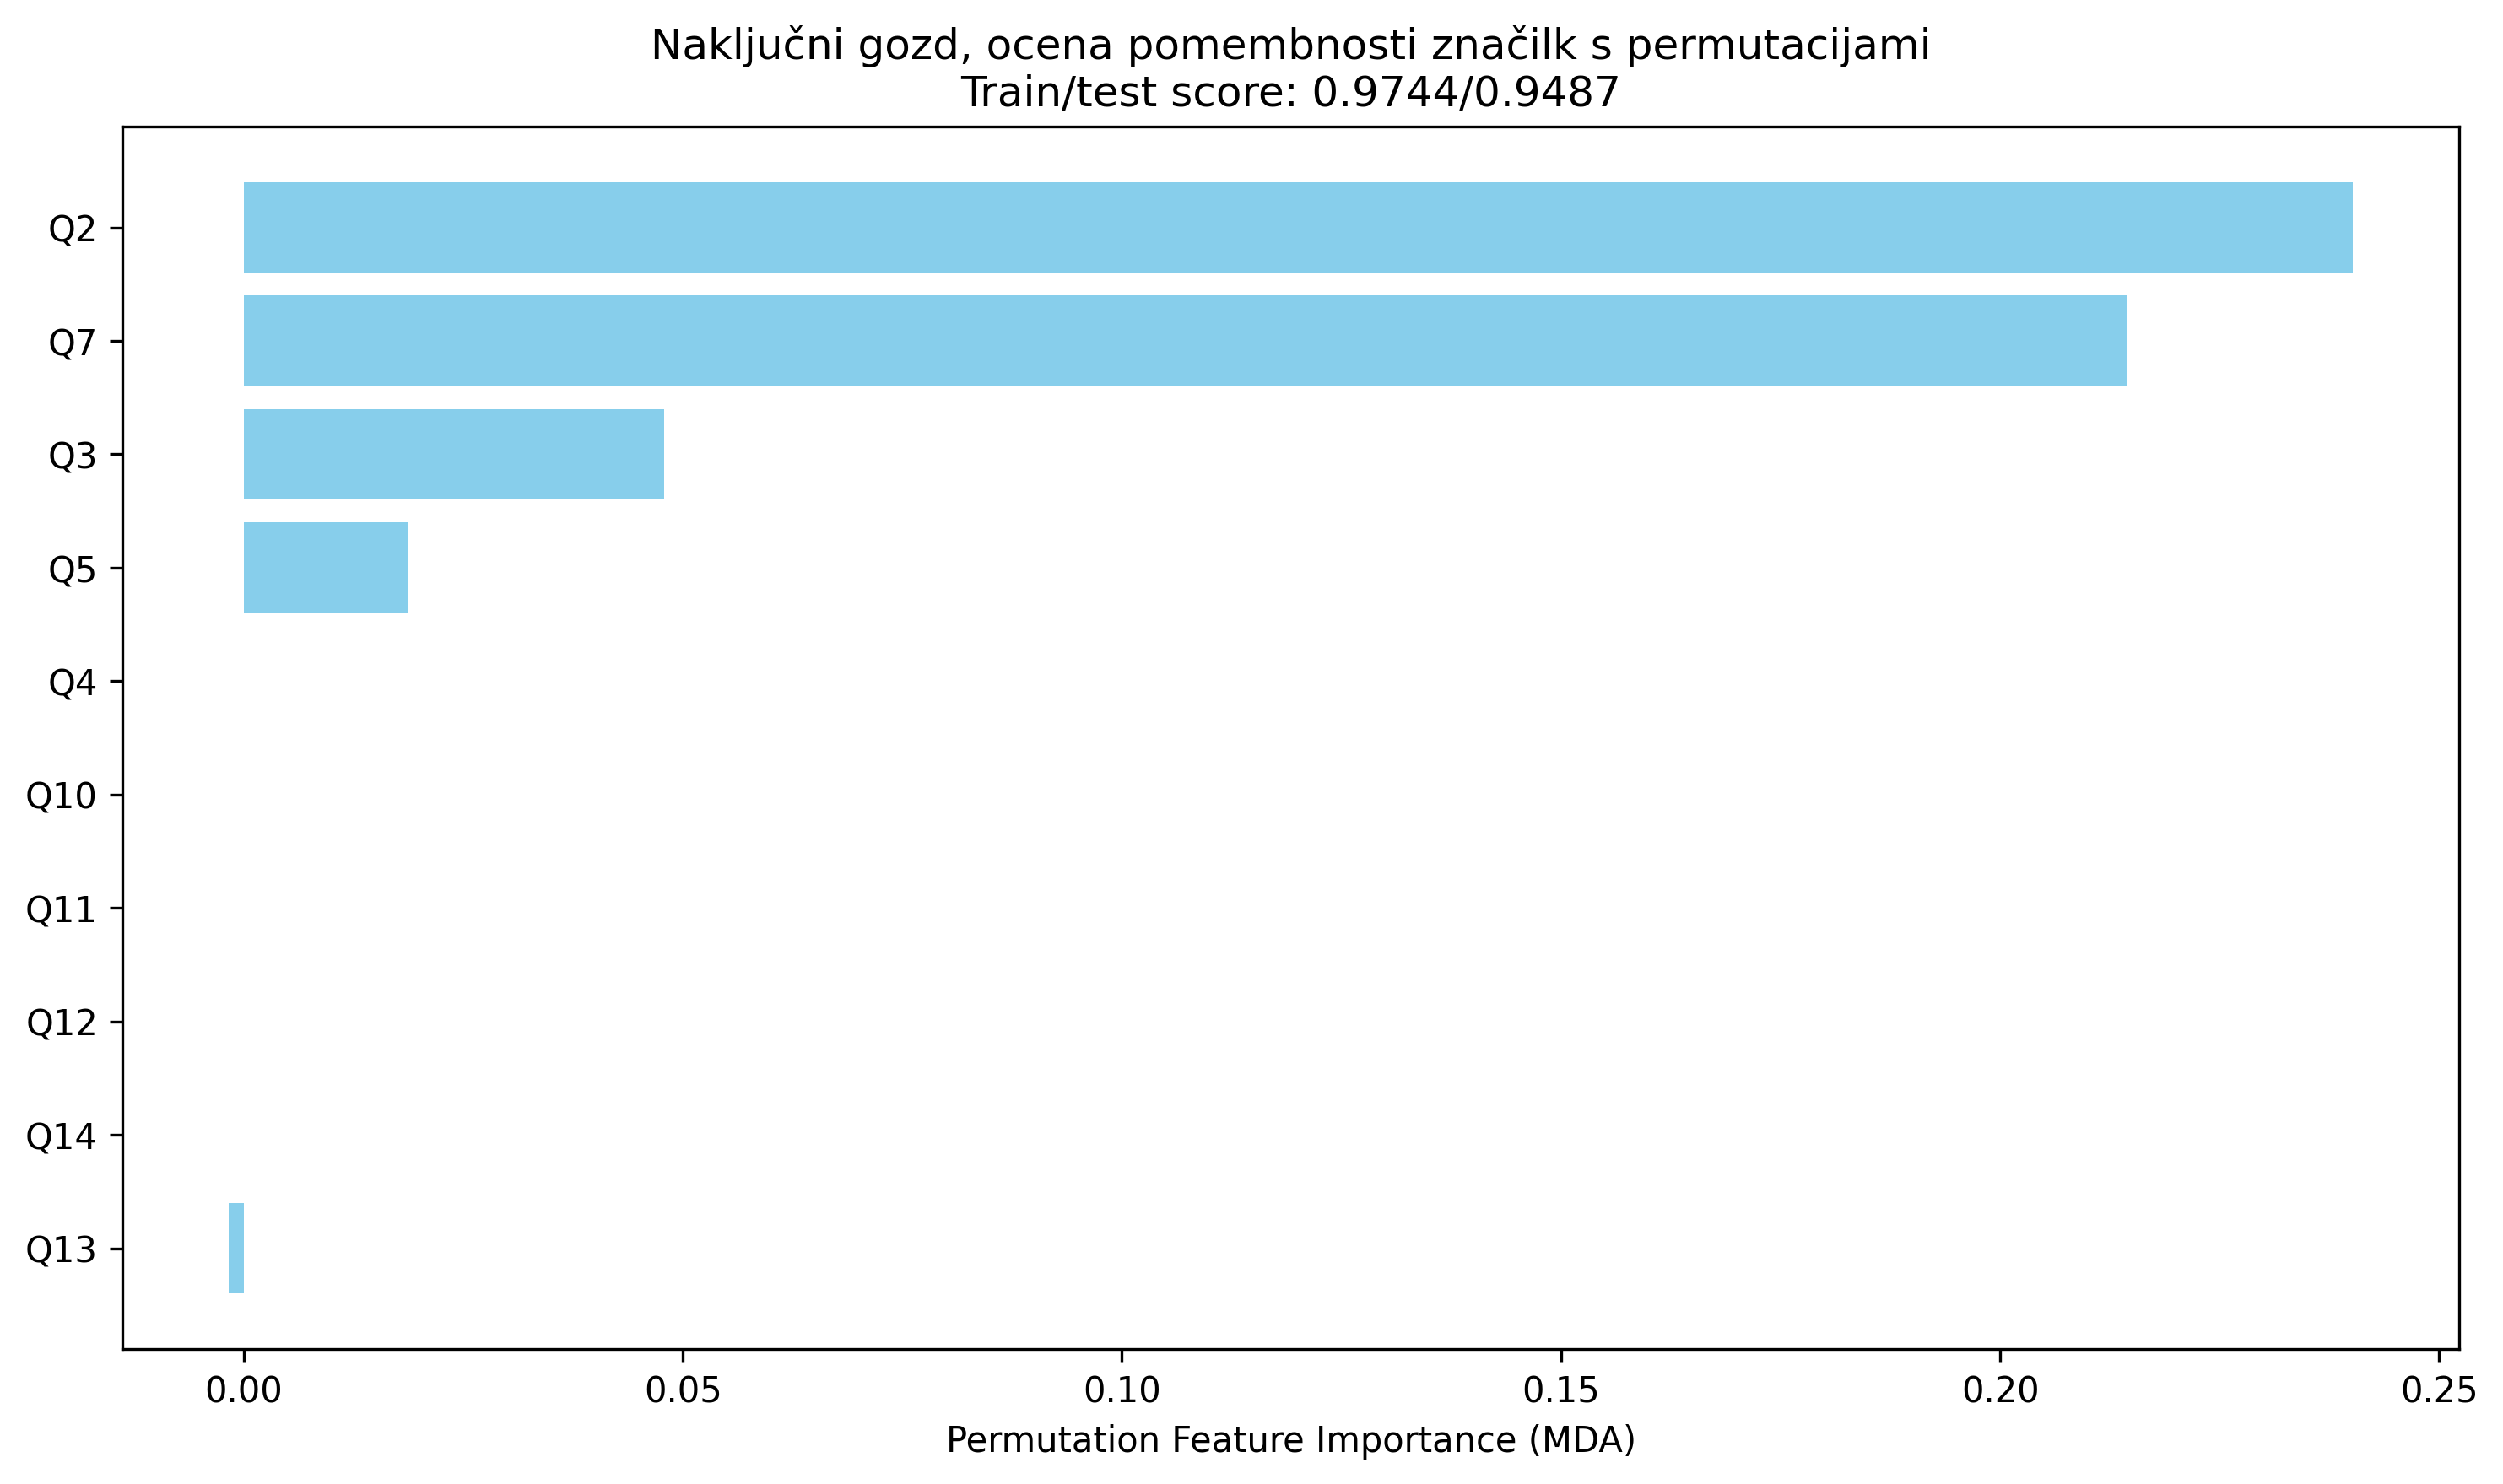 Naključni gozd, ocena pomembnosti značilk s permutacijami
Train/test score: 0.9744/0.9487
Q2
Q7
Q3
Q5
Q4
Q10
Q11
Q12
Q14
Q13
0.00 0.05 0.10 0.15 0.20 0.25
Permutation Feature Importance (MDA)